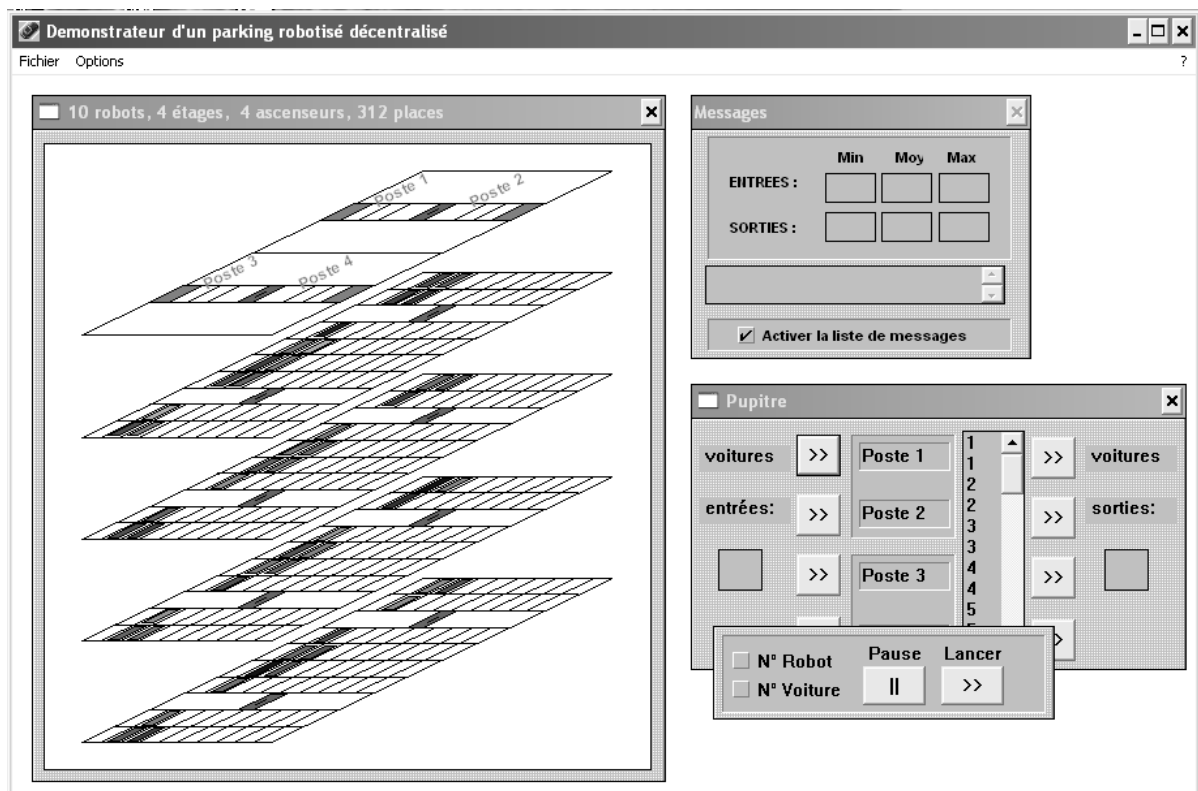 Demonstrateur d'un parking robotisé décentralisé
Fichier Options ?
10 robots, 4 étages, 4 ascenseurs, 312 places
Poste 1
Poste 2
Poste 3
Poste 4
Messages
Min Moy Max
ENTREES :
SORTIES :
Activer la liste de messages
Pupitre
voitures >> Poste 1 >> voitures
entrées: >> Poste 2 >> sorties:
>> Poste 3 >>
1
1
2
2
3
3
4
4
5
N° Robot Pause Lancer
N° Voiture || >>